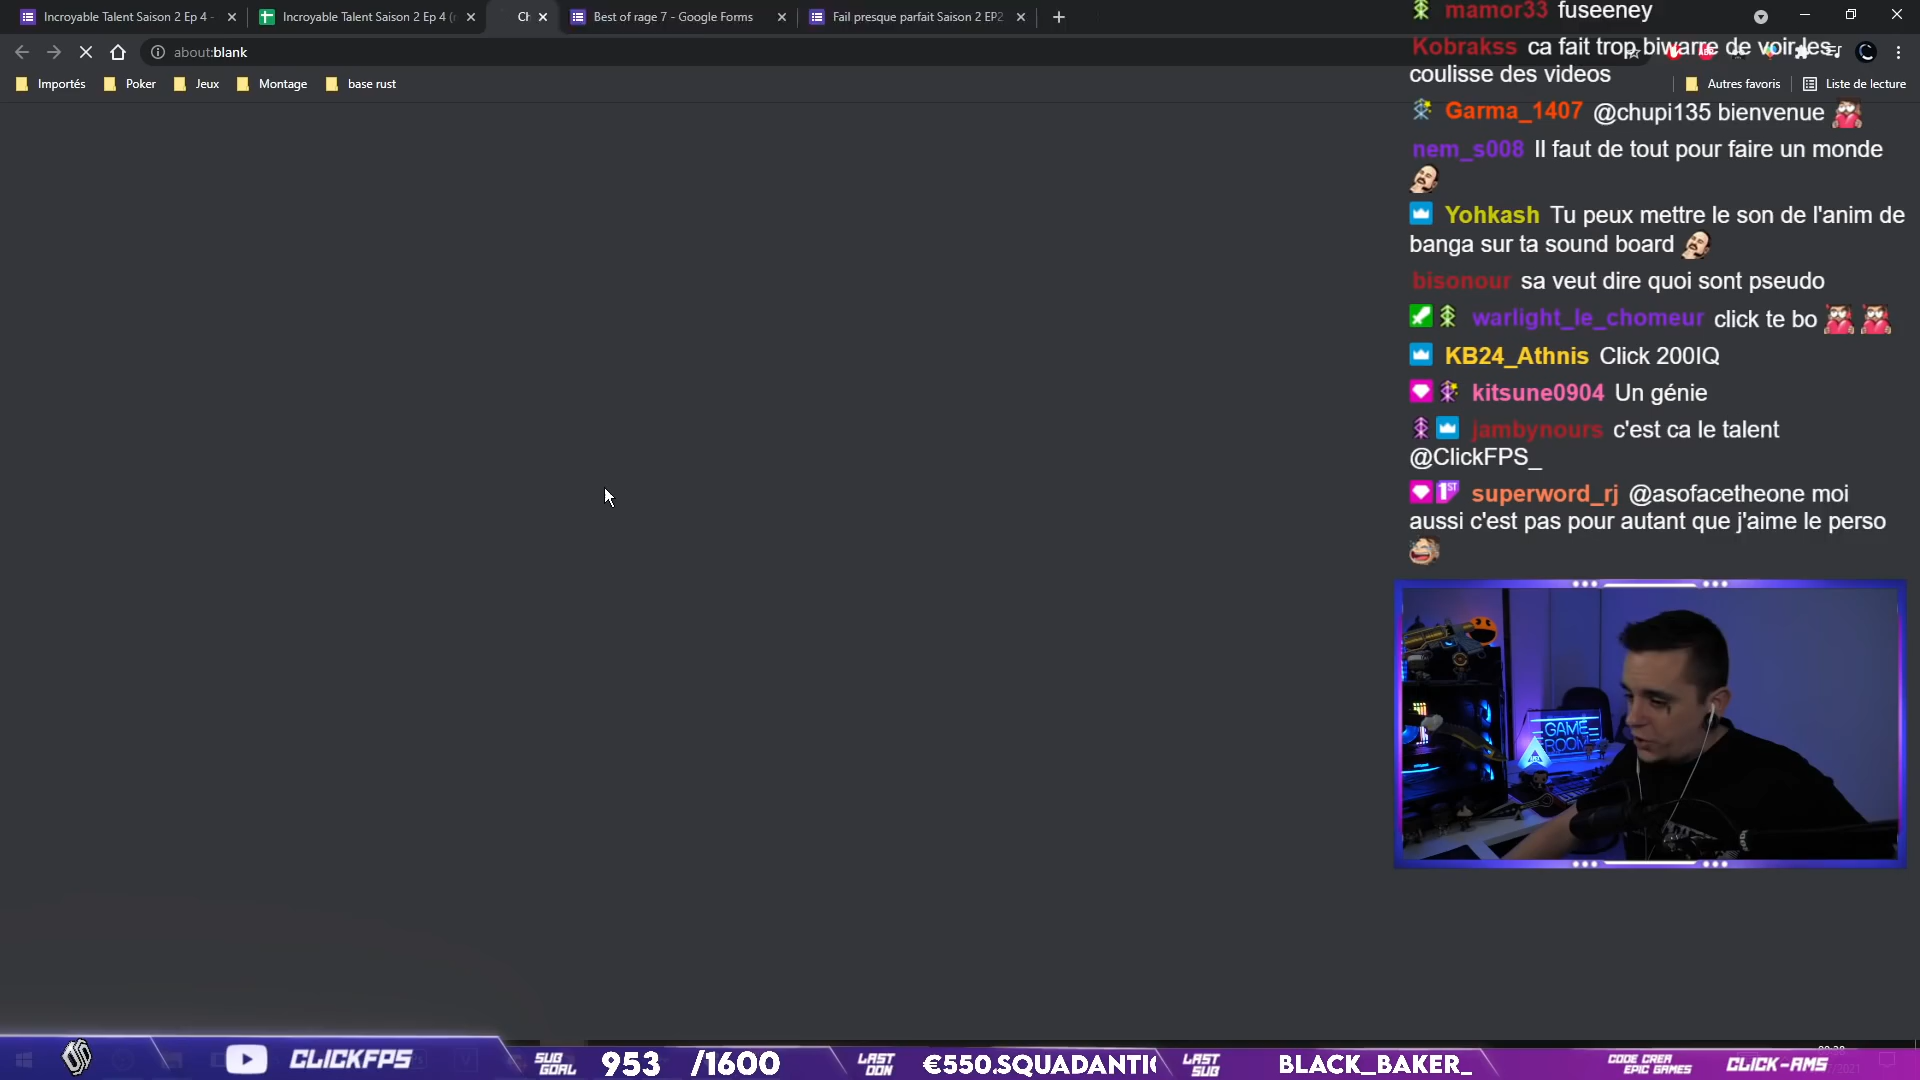 Incroyable Talent Saison 2 Ep 4 -
Incroyable Talent Saison 2 Ep 4 (
Best of rage 7 - Google Forms
Fail presque parfait Saison 2 EP2
about:blank
Importés
Poker
Jeux
Montage
base rust
Autres favoris
Liste de lecture
mamor33 fuseeney
Kobrakss ca fait trop biwarre de voir les
coulisse des videos
Garma_1407 @chupi135 bienvenue
nem_s008 Il faut de tout pour faire un monde
Yohkash Tu peux mettre le son de l'anim de
banga sur ta sound board
bisonour sa veut dire quoi sont pseudo
warlight_le_chomeur click te bo
KB24_Athnis Click 200IQ
kitsune0904 Un génie
jambynours c'est ca le talent
@ClickFPS_
1ST superword_rj @asofacetheone moi
aussi c'est pas pour autant que j'aime le perso
GAME
ROOM
CLICKFPS
SUB
GOAL
953 /1600
LAST
DON
€550.SQUADANTI
LAST
SUB
BLACK_BAKER_
CODE CREA
EPIC GAMES
CLICK-AMS